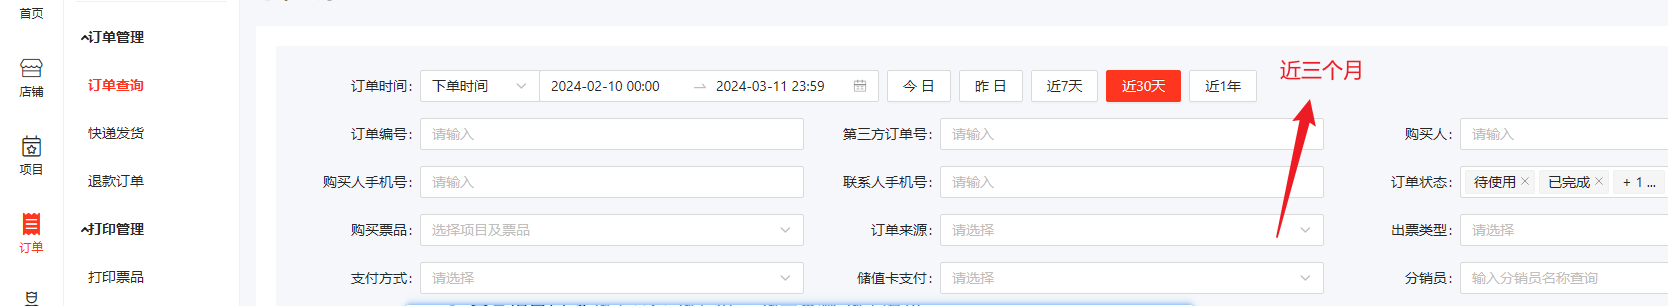 首页
店铺
项目
订单
订单管理
订单查询
快递发货
退款订单
打印管理
打印票品
订单时间: 下单时间 2024-02-10 00:00 → 2024-03-11 23:59 今 日 昨 日 近7天 近30天 近1年 近三个月
订单编号: 请输入 第三方订单号: 请输入 购买人: 请输入
购买人手机号: 请输入 联系人手机号: 请输入 订单状态: 待使用 × 已完成 × + 1 ...
购买票品: 选择项目及票品 订单来源: 请选择 出票类型: 请选择
支付方式: 请选择 储值卡支付: 请选择 分销员: 输入分销员名称查询